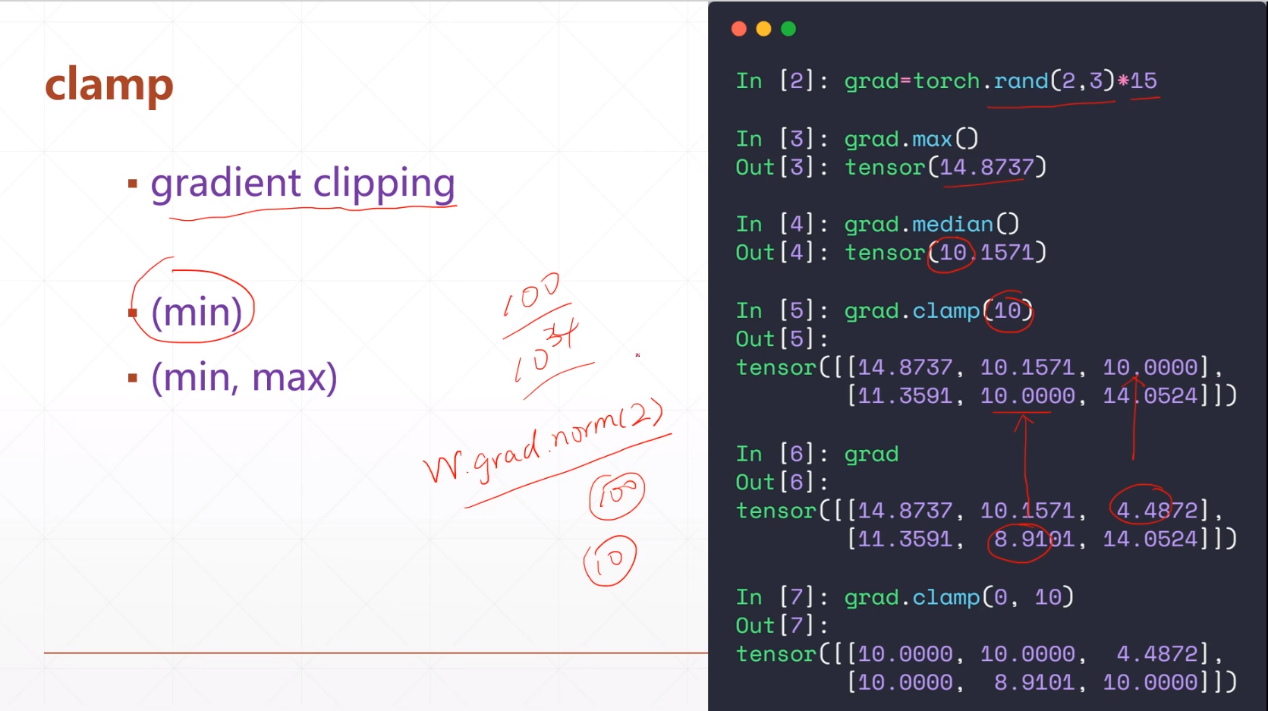 clamp
▪ gradient clipping
▪ (min)
▪ (min, max)
100
10 34
W.grad.norm(2)
100
10
In [2]: grad=torch.rand(2,3)*15
In [3]: grad.max()
Out[3]: tensor(14.8737)
In [4]: grad.median()
Out[4]: tensor(10.1571)
In [5]: grad.clamp(10)
Out[5]:
tensor([[14.8737, 10.1571, 10.0000],
[11.3591, 10.0000, 14.0524]])
In [6]: grad
Out[6]:
tensor([[14.8737, 10.1571, 4.4872],
[11.3591, 8.9101, 14.0524]])
In [7]: grad.clamp(0, 10)
Out[7]:
tensor([[10.0000, 10.0000, 4.4872],
[10.0000, 8.9101, 10.0000]])